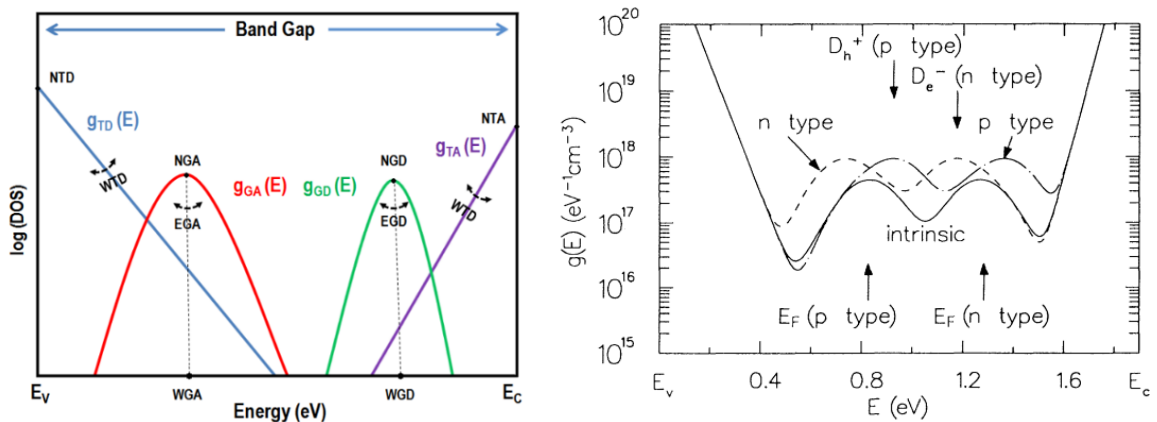 Band Gap
NTD
g_TD (E)
WTD
NGA
g_GA (E)
EGA
NGD
g_GD (E)
EGD
NTA
g_TA (E)
WTD
log (DOS)
E_V
WGA
WGD
E_C
Energy (eV)
10^20
10^19
10^18
10^17
10^16
10^15
g(E) (eV^-1cm^-3)
D_h^+ (p type)
D_e^- (n type)
n type
p type
intrinsic
E_F (p type)
E_F (n type)
E_v
0.4
0.8
1.2
1.6
E_c
E (eV)